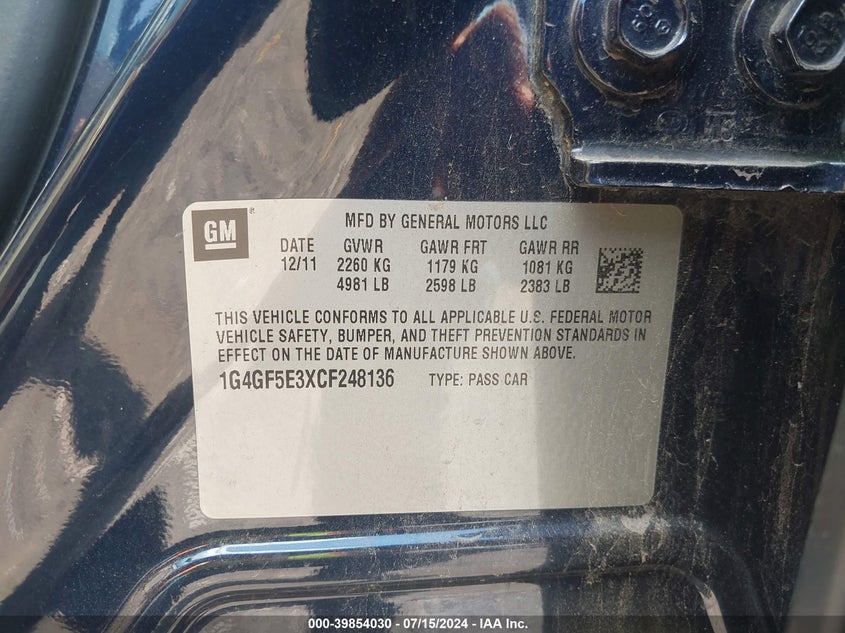 GM ® MFD BY GENERAL MOTORS LLC
DATE GVWR GAWR FRT GAWR RR
12/11 2260 KG 1179 KG 1081 KG
4981 LB 2598 LB 2383 LB
THIS VEHICLE CONFORMS TO ALL APPLICABLE U.S. FEDERAL MOTOR
VEHICLE SAFETY, BUMPER, AND THEFT PREVENTION STANDARDS IN
EFFECT ON THE DATE OF MANUFACTURE SHOWN ABOVE.
1G4GF5E3XCF248136 TYPE: PASS CAR
000-39854030 - 07/15/2024 - IAA Inc.